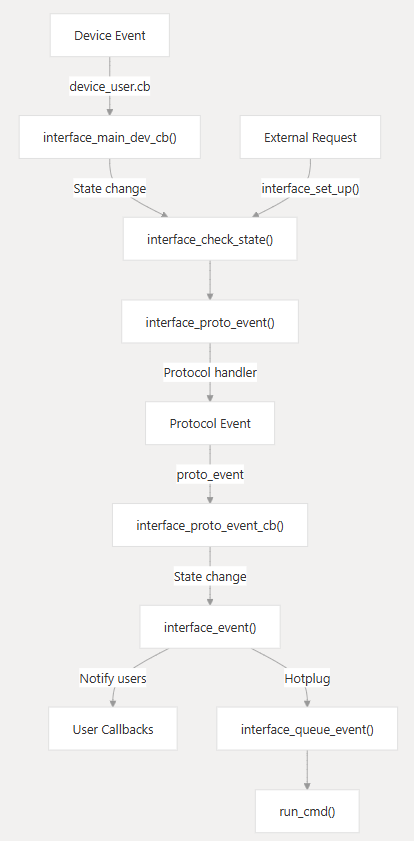 Device Event
device_user.cb
interface_main_dev_cb()
External Request
State change
interface_set_up()
interface_check_state()
interface_proto_event()
Protocol handler
Protocol Event
proto_event
interface_proto_event_cb()
State change
interface_event()
Notify users
Hotplug
User Callbacks
interface_queue_event()
run_cmd()